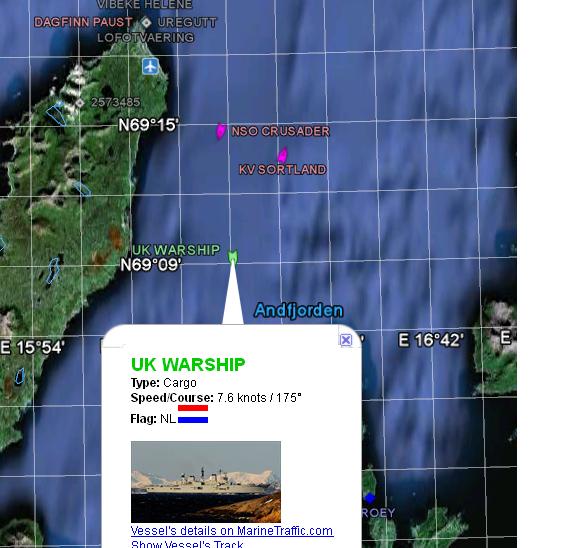 VIBEKE HELENE
DAGFINN PAUST
UREGUTT
LOFOTVAERING
2573485
N69°15'
NSO CRUSADER
KV SORTLAND
UK WARSHIP
N69°09'
Andfjorden
E 15°54'
E 16°42'
E
UK WARSHIP
Type: Cargo
Speed/Course: 7.6 knots / 175°
Flag: NL
Vessel's details on MarineTraffic.com
Show Vessel's Track
ROEY